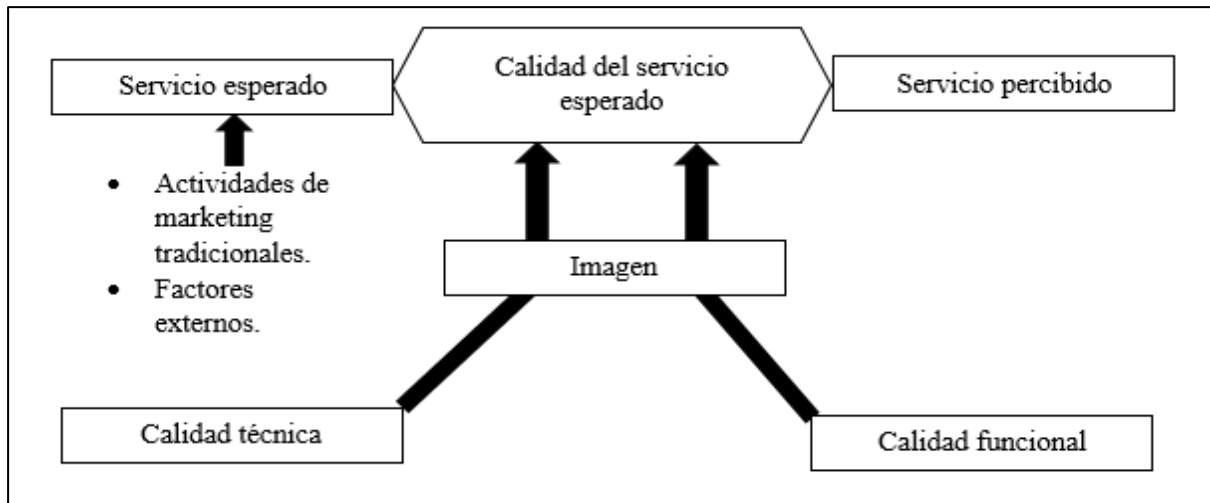 Servicio esperado
Calidad del servicio
esperado
Servicio percibido
• Actividades de
marketing
tradicionales.
• Factores
externos.
Imagen
Calidad técnica
Calidad funcional